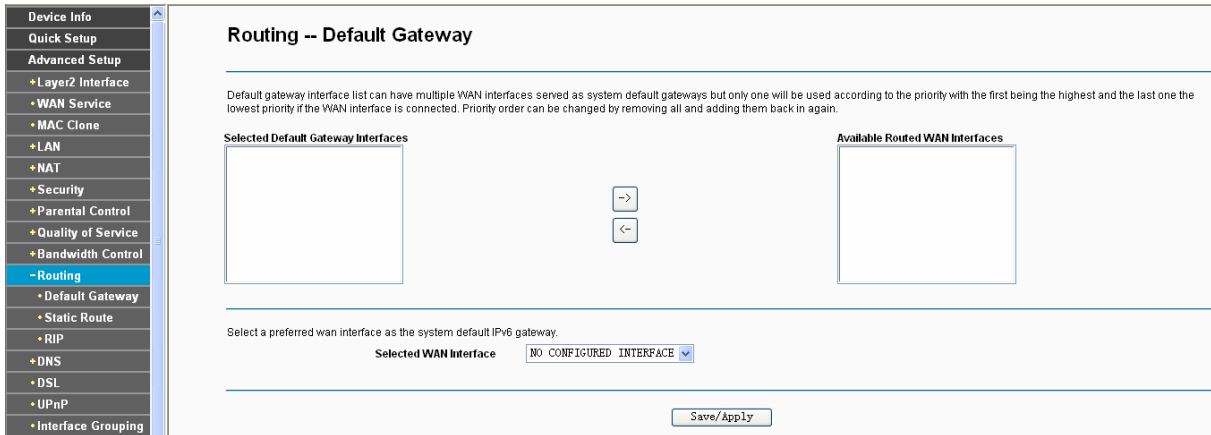 Device Info
Quick Setup
Advanced Setup
+Layer2 Interface
•WAN Service
•MAC Clone
+LAN
+NAT
+Security
+Parental Control
+Quality of Service
+Bandwidth Control
-Routing
•Default Gateway
•Static Route
•RIP
+DNS
•DSL
•UPnP
•Interface Grouping
Routing -- Default Gateway
Default gateway interface list can have multiple WAN interfaces served as system default gateways but only one will be used according to the priority with the first being the highest and the last one the
lowest priority if the WAN interface is connected. Priority order can be changed by removing all and adding them back in again.
Selected Default Gateway Interfaces
Available Routed WAN Interfaces
->
<-
Select a preferred wan interface as the system default IPv6 gateway.
Selected WAN Interface NO CONFIGURED INTERFACE
Save/Apply